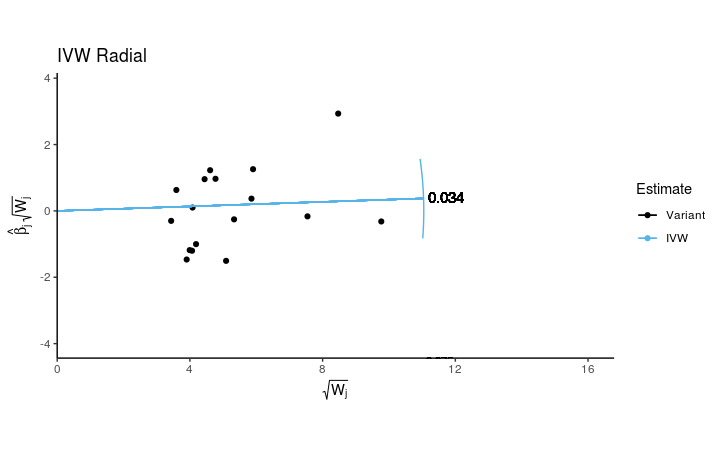 IVW Radial
4
2
0
-2
-4
β̂ⱼ√Wⱼ
0.034
0
4
8
12
16
√Wⱼ
Estimate
Variant
IVW